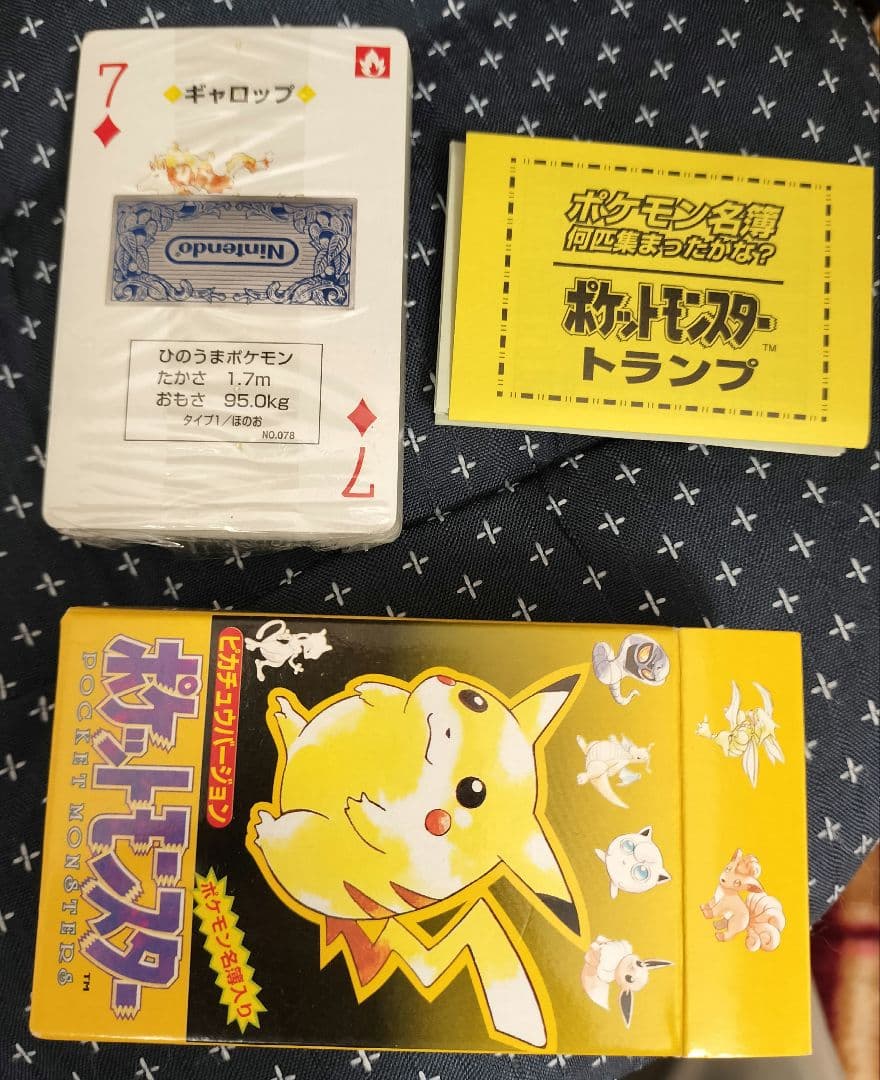 7
ギャロップ
Nintendo®
ひのうまポケモン
たかさ 1.7m
おもさ 95.0kg
タイプ1/ほのお
NO.078
7
ポケモン名簿
何匹集まったかな?
ポケットモンスター
TM
トランプ
ポケットモンスター
TM
POCKET MONSTERS
ピカチュウバージョン
ポケモン名簿入り